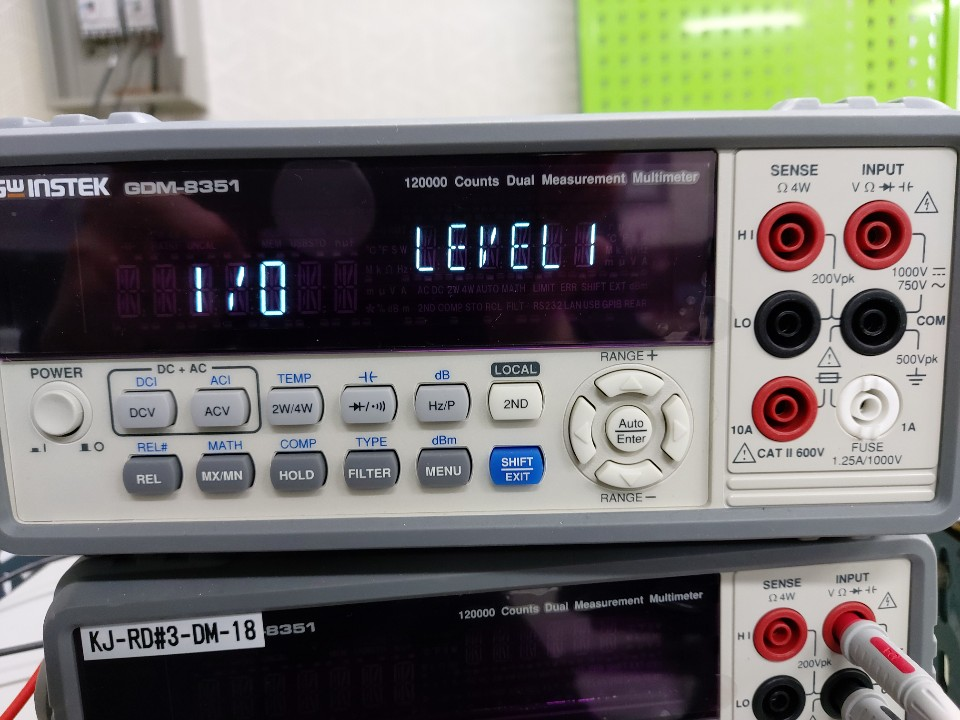 GW INSTEK GDM-8351
120000 Counts Dual Measurement Multimeter
I/O LEVEL1
AC DC 2W 4W AUTO MATH LIMIT ERR SHIFT EXT
2ND COMP STO RCL FILT RS232 LAN USB GPIB REAR
POWER
DC + AC
DCI ACI TEMP dB LOCAL
DCV ACV 2W/4W Hz/P 2ND
REL# MATH COMP TYPE dBm
REL MX/MN HOLD FILTER MENU SHIFT/EXIT
RANGE +
Auto
Enter
RANGE −
SENSE INPUT
Ω 4W V Ω
HI
200Vpk 1000V
750V
LO COM
500Vpk
10A 1A
CAT II 600V FUSE
1.25A/1000V
KJ-RD#3-DM-18 -8351
120000 Counts Dual Measurement Multimeter
SENSE INPUT
Ω 4W V Ω
HI
200Vpk
LO